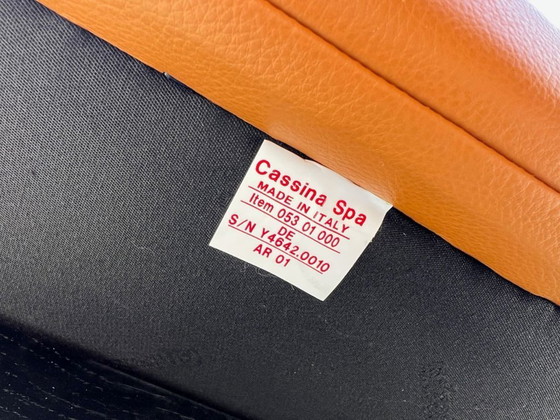 Cassina Spa
MADE IN ITALY
Item 053 01 000
DE
S/N Y4642.0010
AR 01